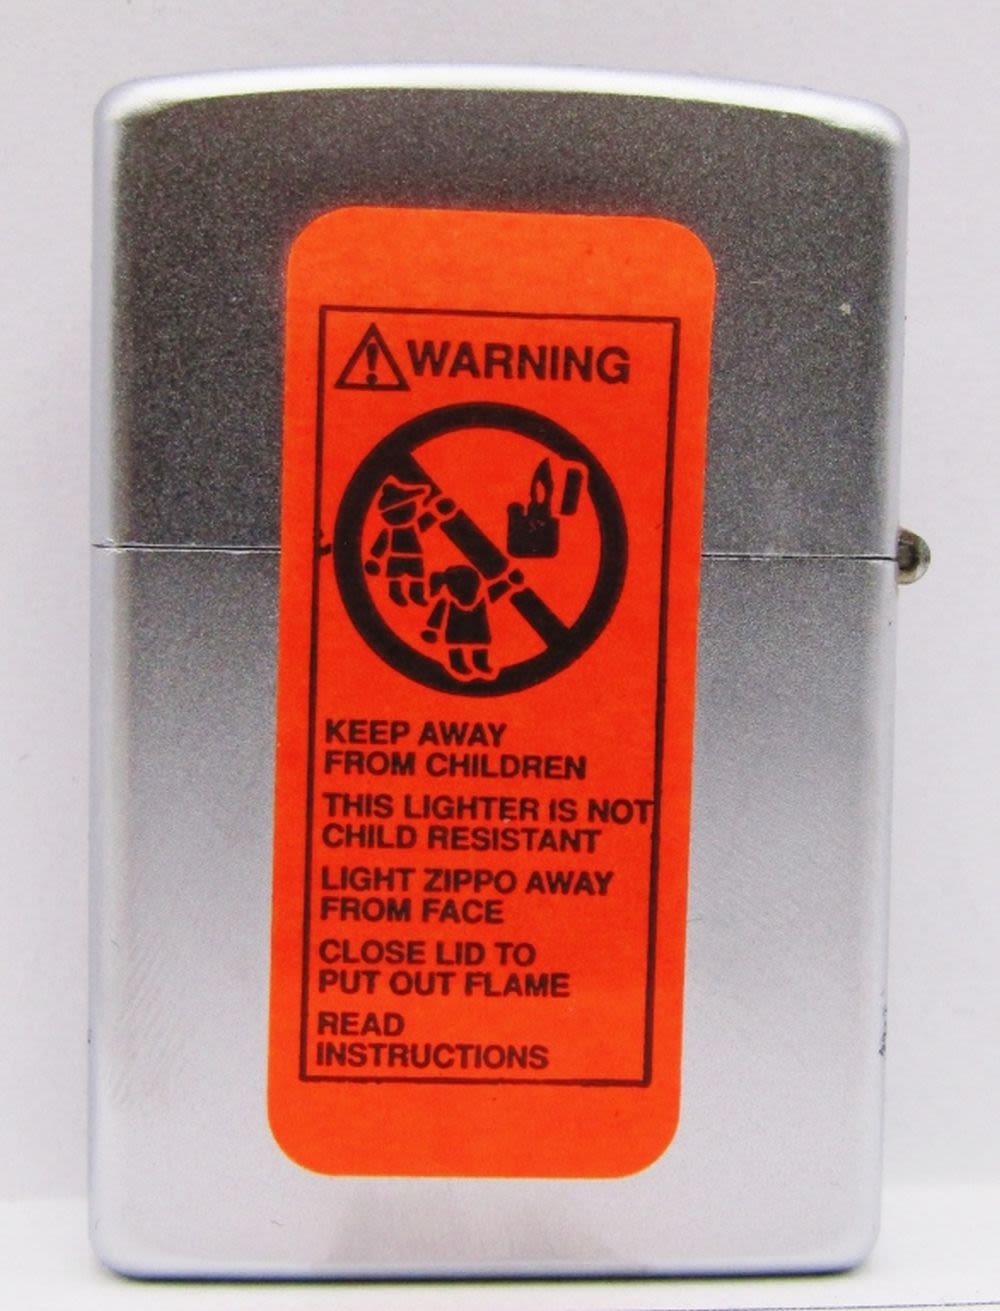 WARNING
KEEP AWAY
FROM CHILDREN
THIS LIGHTER IS NOT
CHILD RESISTANT
LIGHT ZIPPO AWAY
FROM FACE
CLOSE LID TO
PUT OUT FLAME
READ
INSTRUCTIONS